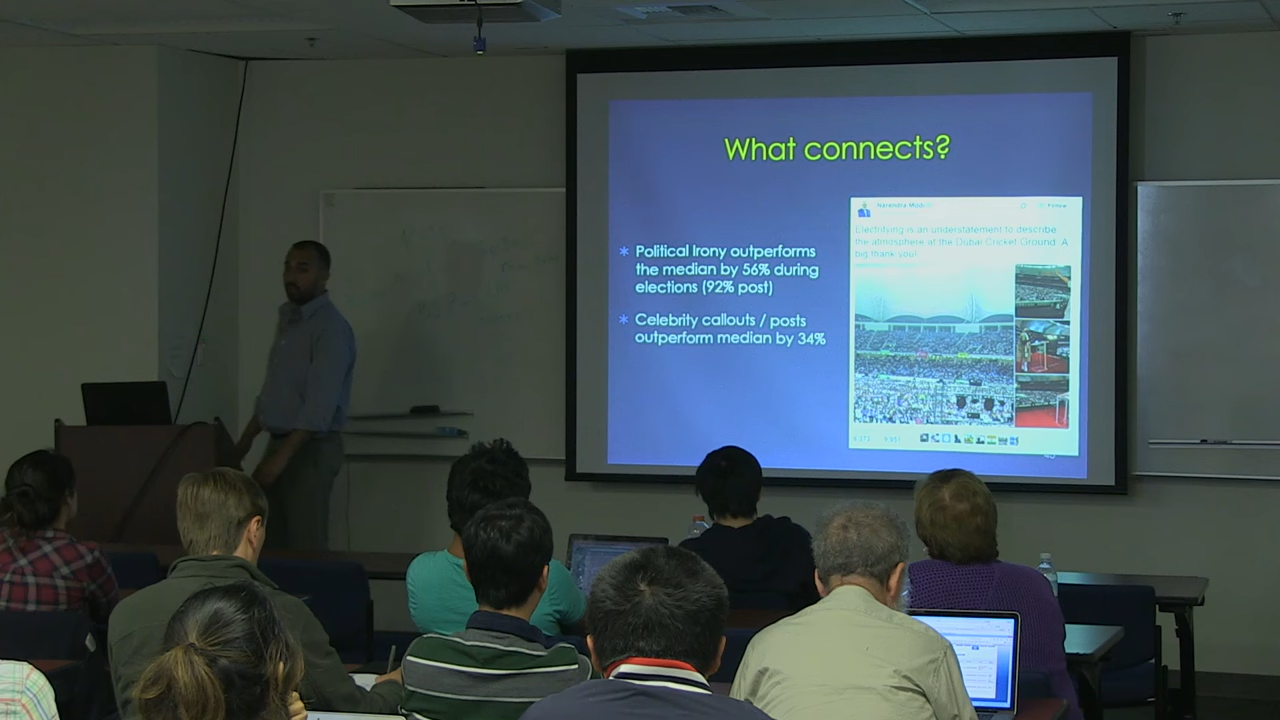 What connects?
* Political Irony outperforms
the median by 56% during
elections (92% post)
* Celebrity callouts / posts
outperform median by 34%
Narendra Modi
Follow
Electrifying is an understatement to describe
the atmosphere at the Dubai Cricket Ground. A
big thank you!